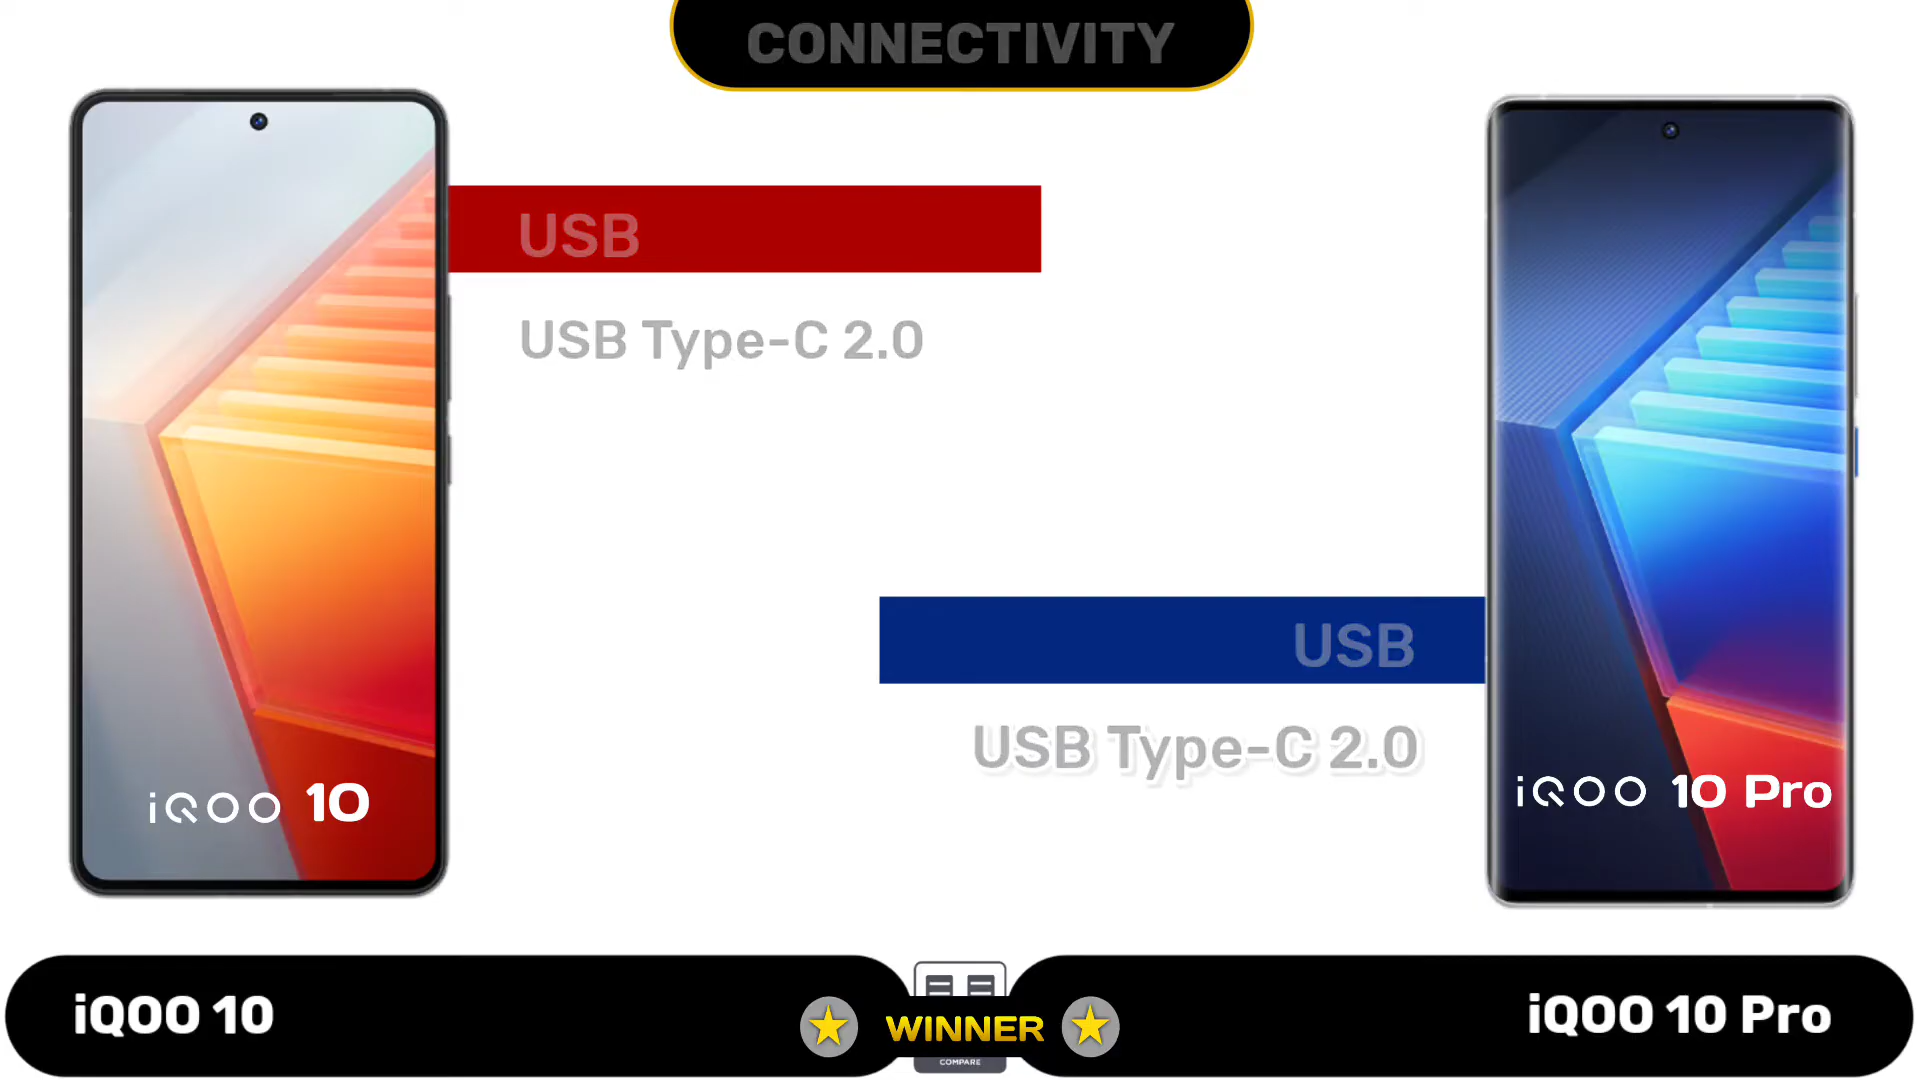 CONNECTIVITY
USB
USB Type-C 2.0
USB
USB Type-C 2.0
iQOO 10
iQOO 10 Pro
iQOO 10
WINNER
COMPARE
iQOO 10 Pro